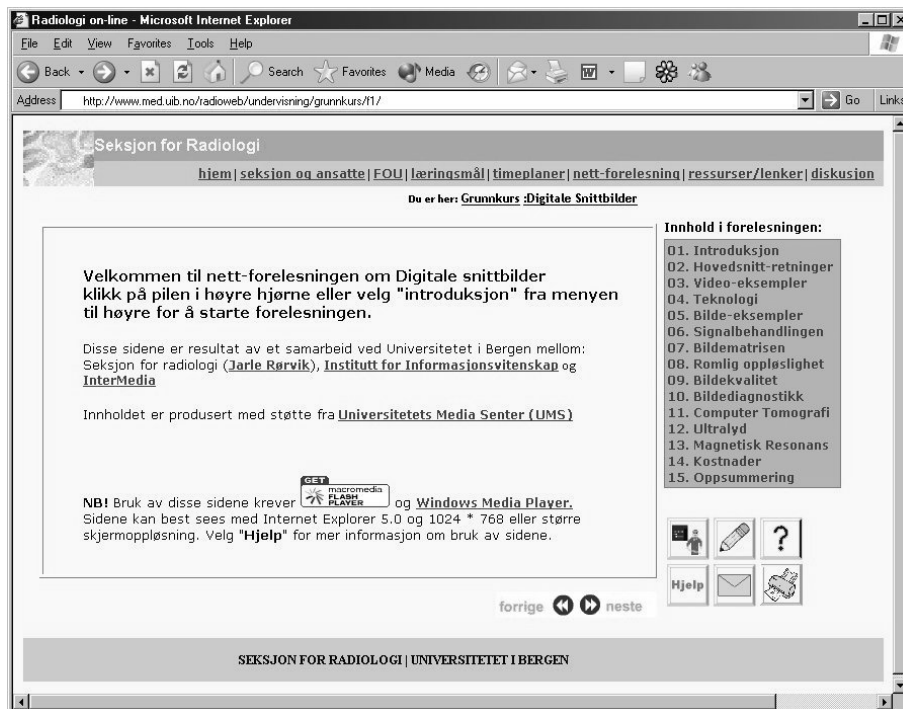 Radiologi on-line - Microsoft Internet Explorer
File Edit View Favorites Tools Help
Back Search Favorites Media
Address http://www.med.uib.no/radioweb/undervisning/grunnkurs/f1/ Go Links
Seksjon for Radiologi
hjem | seksjon og ansatte | FOU | læringsmål | timeplaner | nett-forelesning | ressurser/lenker | diskusjon
Du er her: Grunnkurs :Digitale Snittbilder
Velkommen til nett-forelesningen om Digitale snittbilder
klikk på pilen i høyre hjørne eller velg "introduksjon" fra menyen
til høyre for å starte forelesningen.
Disse sidene er resultat av et samarbeid ved Universitetet i Bergen mellom:
Seksjon for radiologi (Jarle Rørvik), Institutt for Informasjonsvitenskap og
InterMedia
Innholdet er produsert med støtte fra Universitetets Media Senter (UMS)
GET
macromedia
FLASH
PLAYER
NB! Bruk av disse sidene krever og Windows Media Player.
Sidene kan best sees med Internet Explorer 5.0 og 1024 * 768 eller større
skjermoppløsning. Velg "Hjelp" for mer informasjon om bruk av sidene.
forrige neste
Innhold i forelesningen:
01. Introduksjon
02. Hovedsnitt-retninger
03. Video-eksempler
04. Teknologi
05. Bilde-eksempler
06. Signalbehandlingen
07. Bildematrisen
08. Romlig oppløslighet
09. Bildekvalitet
10. Bildediagnostikk
11. Computer Tomografi
12. Ultralyd
13. Magnetisk Resonans
14. Kostnader
15. Oppsummering
?
Hjelp
SEKSJON FOR RADIOLOGI | UNIVERSITETET I BERGEN